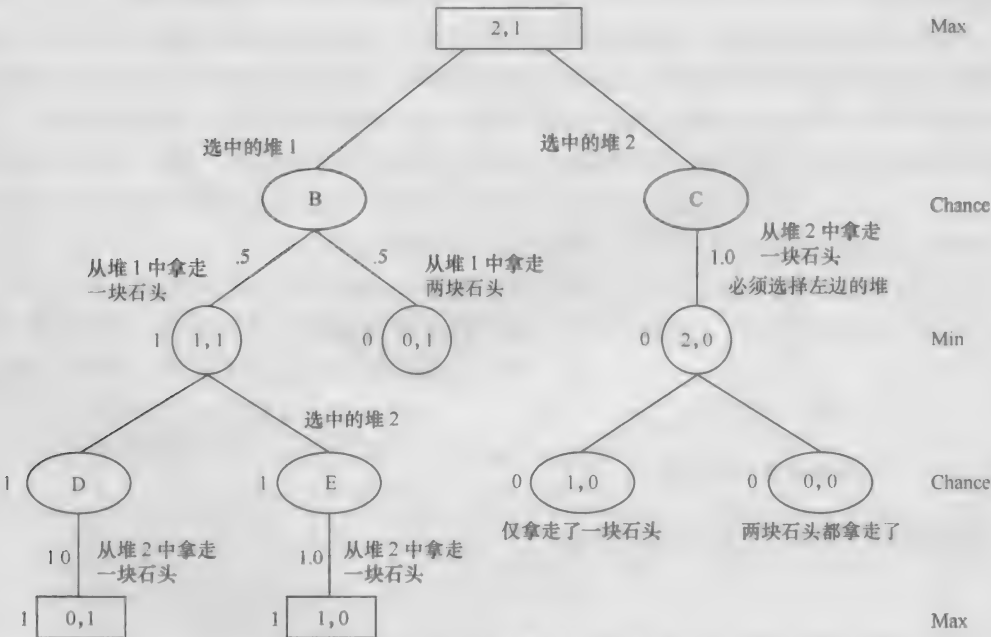 2,1
Max
选中的堆 1
选中的堆 2
B
C
Chance
.5
.5
从堆 1 中拿走
一块石头
从堆 1 中拿走
两块石头
1.0
从堆 2 中拿走
一块石头
必须选择左边的堆
1
1,1
0
0,1
0
2,0
Min
选中的堆 2
1
D
1
E
0
1,0
0
0,0
Chance
仅拿走了一块石头
两块石头都拿走了
1 0
从堆 2 中拿走
一块石头
1.0
从堆 2 中拿走
一块石头
1
0,1
1
1,0
Max